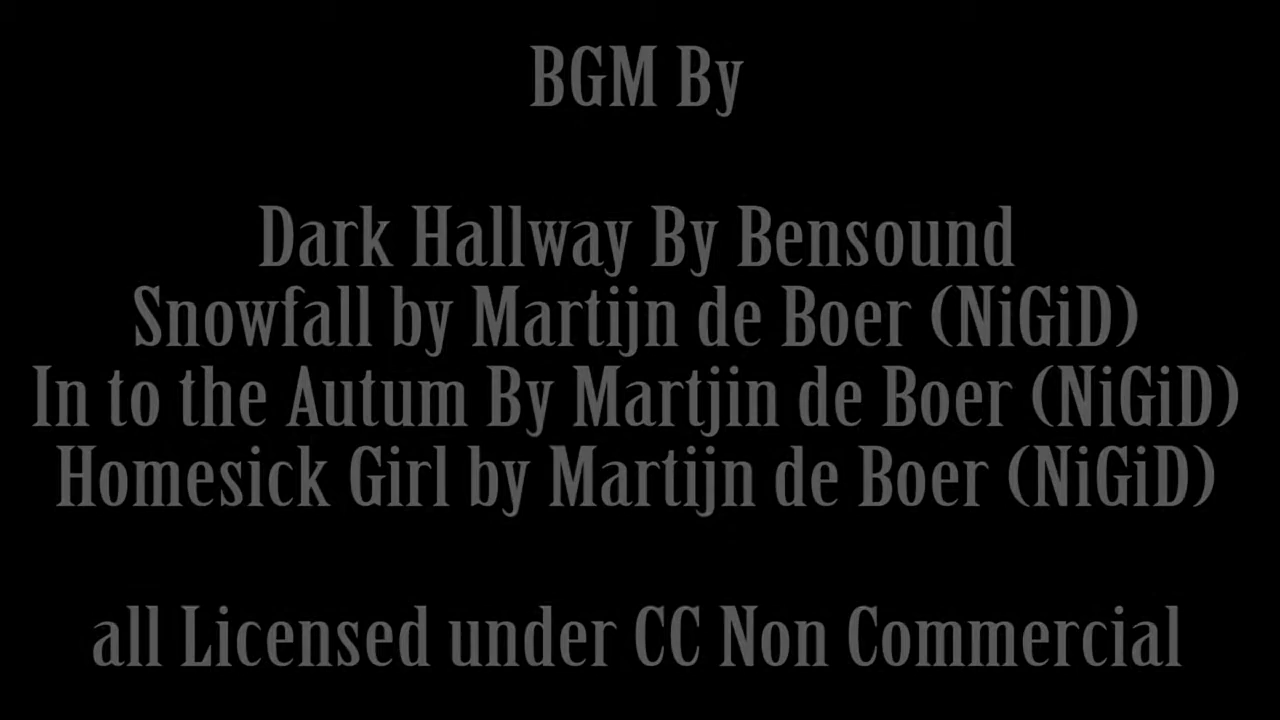 BGM By
Dark Hallway By Bensound
Snowfall by Martijn de Boer (NiGiD)
In to the Autum By Martjin de Boer (NiGiD)
Homesick Girl by Martijn de Boer (NiGiD)
all Licensed under CC Non Commercial